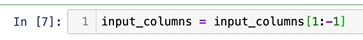 In [7]: 1 input_columns = input_columns[1:-1]